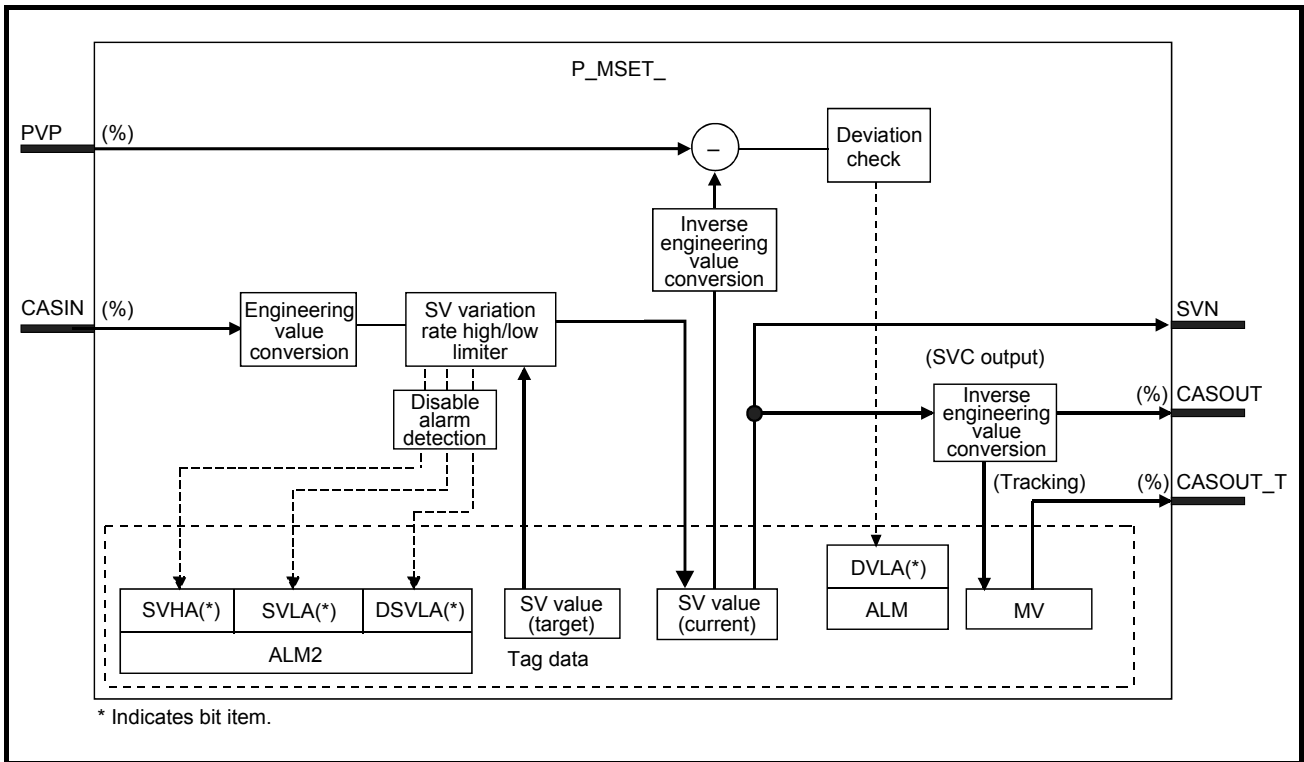 P_MSET_
PVP
(%)
–
Deviation
check
Inverse
engineering
value
conversion
CASIN
(%)
Engineering
value
conversion
SV variation
rate high/low
limiter
SVN
(SVC output)
Disable
alarm
detection
Inverse
engineering
value
conversion
(%)
CASOUT
(Tracking)
(%)
CASOUT_T
SVHA(*)
SVLA(*)
DSVLA(*)
ALM2
SV value
(target)
SV value
(current)
DVLA(*)
ALM
MV
Tag data
* Indicates bit item.